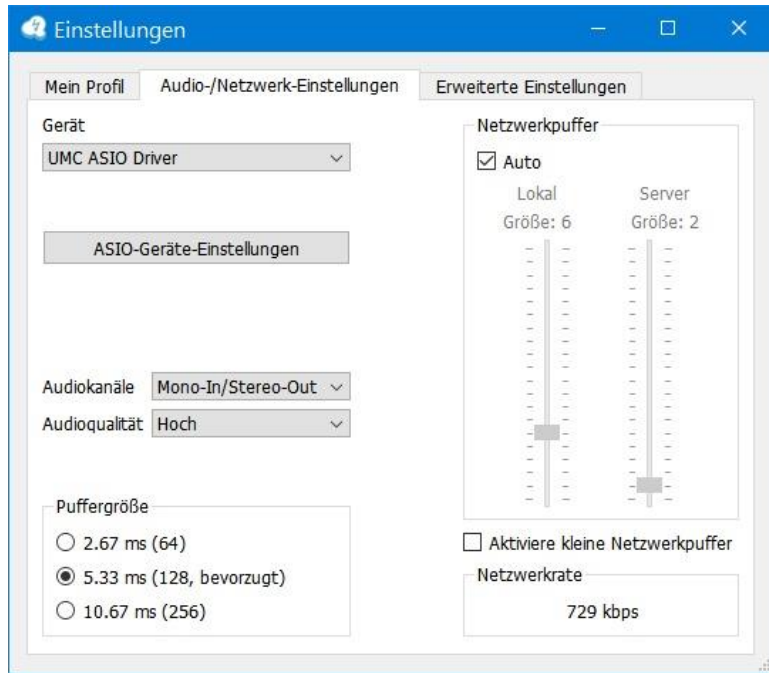 Einstellungen
Mein Profil
Audio-/Netzwerk-Einstellungen
Erweiterte Einstellungen
Gerät
UMC ASIO Driver
ASIO-Geräte-Einstellungen
Audiokanäle
Mono-In/Stereo-Out
Audioqualität
Hoch
Puffergröße
2.67 ms (64)
5.33 ms (128, bevorzugt)
10.67 ms (256)
Netzwerkpuffer
Auto
Lokal
Server
Größe: 6
Größe: 2
Aktiviere kleine Netzwerkpuffer
Netzwerkrate
729 kbps